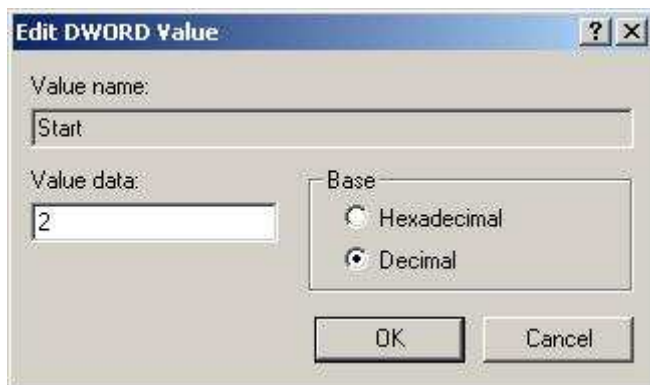 Edit DWORD Value
Value name:
Start
Value data:
2
Base
Hexadecimal
Decimal
OK
Cancel